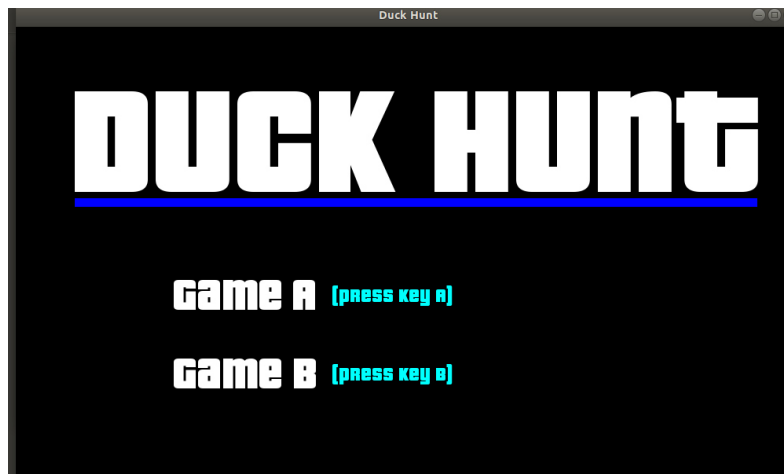 Duck Hunt
DUCK HUNT
GAME A (PRESS KEY A)
GAME B (PRESS KEY B)